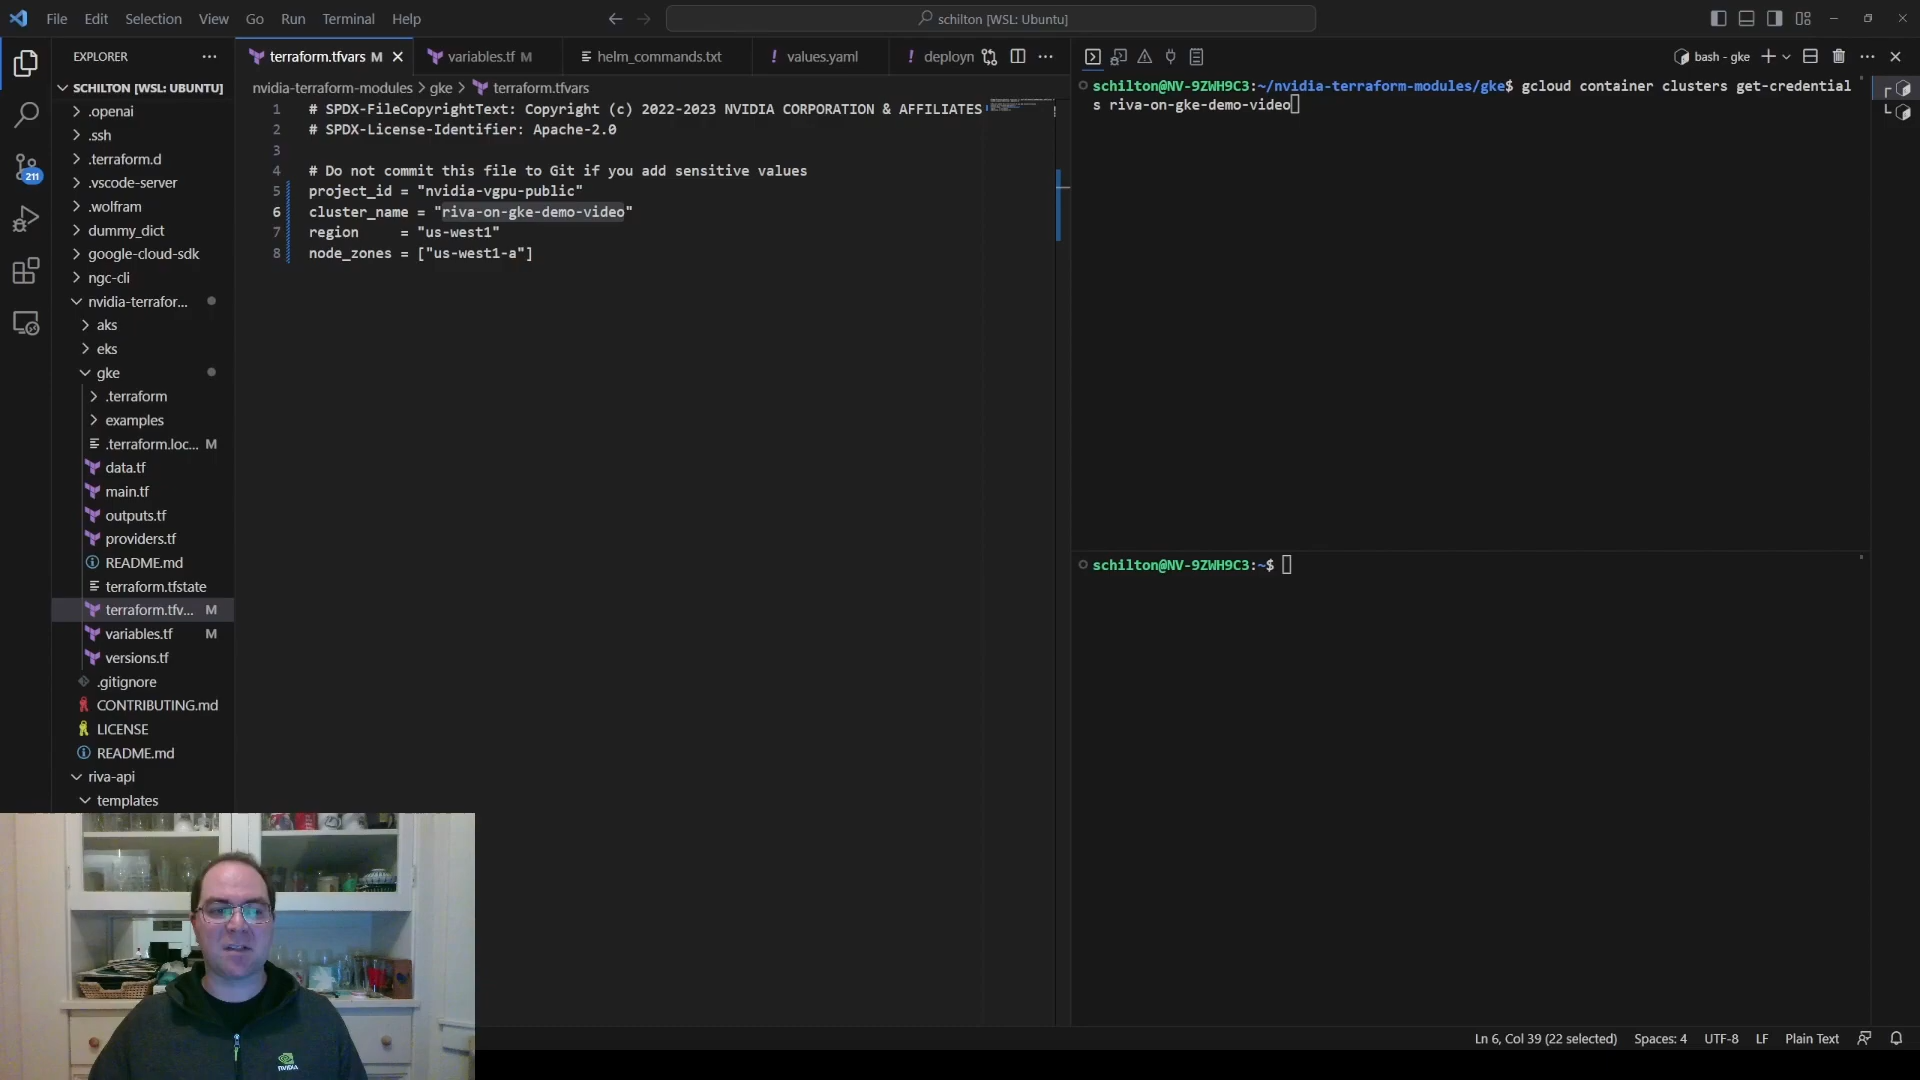 File Edit Selection View Go Run Terminal Help
schilton [WSL: Ubuntu]
EXPLORER
SCHILTON [WSL: UBUNTU]
.openai
.ssh
.terraform.d
.vscode-server
.wolfram
dummy_dict
google-cloud-sdk
ngc-cli
nvidia-terrafor...
aks
eks
gke
.terraform
examples
.terraform.loc... M
data.tf
main.tf
outputs.tf
providers.tf
README.md
terraform.tfstate
terraform.tfv... M
variables.tf M
versions.tf
.gitignore
CONTRIBUTING.md
LICENSE
README.md
riva-api
templates
211
terraform.tfvars M variables.tf M helm_commands.txt values.yaml deployn
nvidia-terraform-modules > gke > terraform.tfvars
1 # SPDX-FileCopyrightText: Copyright (c) 2022-2023 NVIDIA CORPORATION & AFFILIATES
2 # SPDX-License-Identifier: Apache-2.0
3
4 # Do not commit this file to Git if you add sensitive values
5 project_id = "nvidia-vgpu-public"
6 cluster_name = "riva-on-gke-demo-video"
7 region = "us-west1"
8 node_zones = ["us-west1-a"]
bash - gke
schilton@NV-9ZWH9C3:~/nvidia-terraform-modules/gke$ gcloud container clusters get-credential
s riva-on-gke-demo-video
schilton@NV-9ZWH9C3:~$
NVIDIA
Ln 6, Col 39 (22 selected) Spaces: 4 UTF-8 LF Plain Text